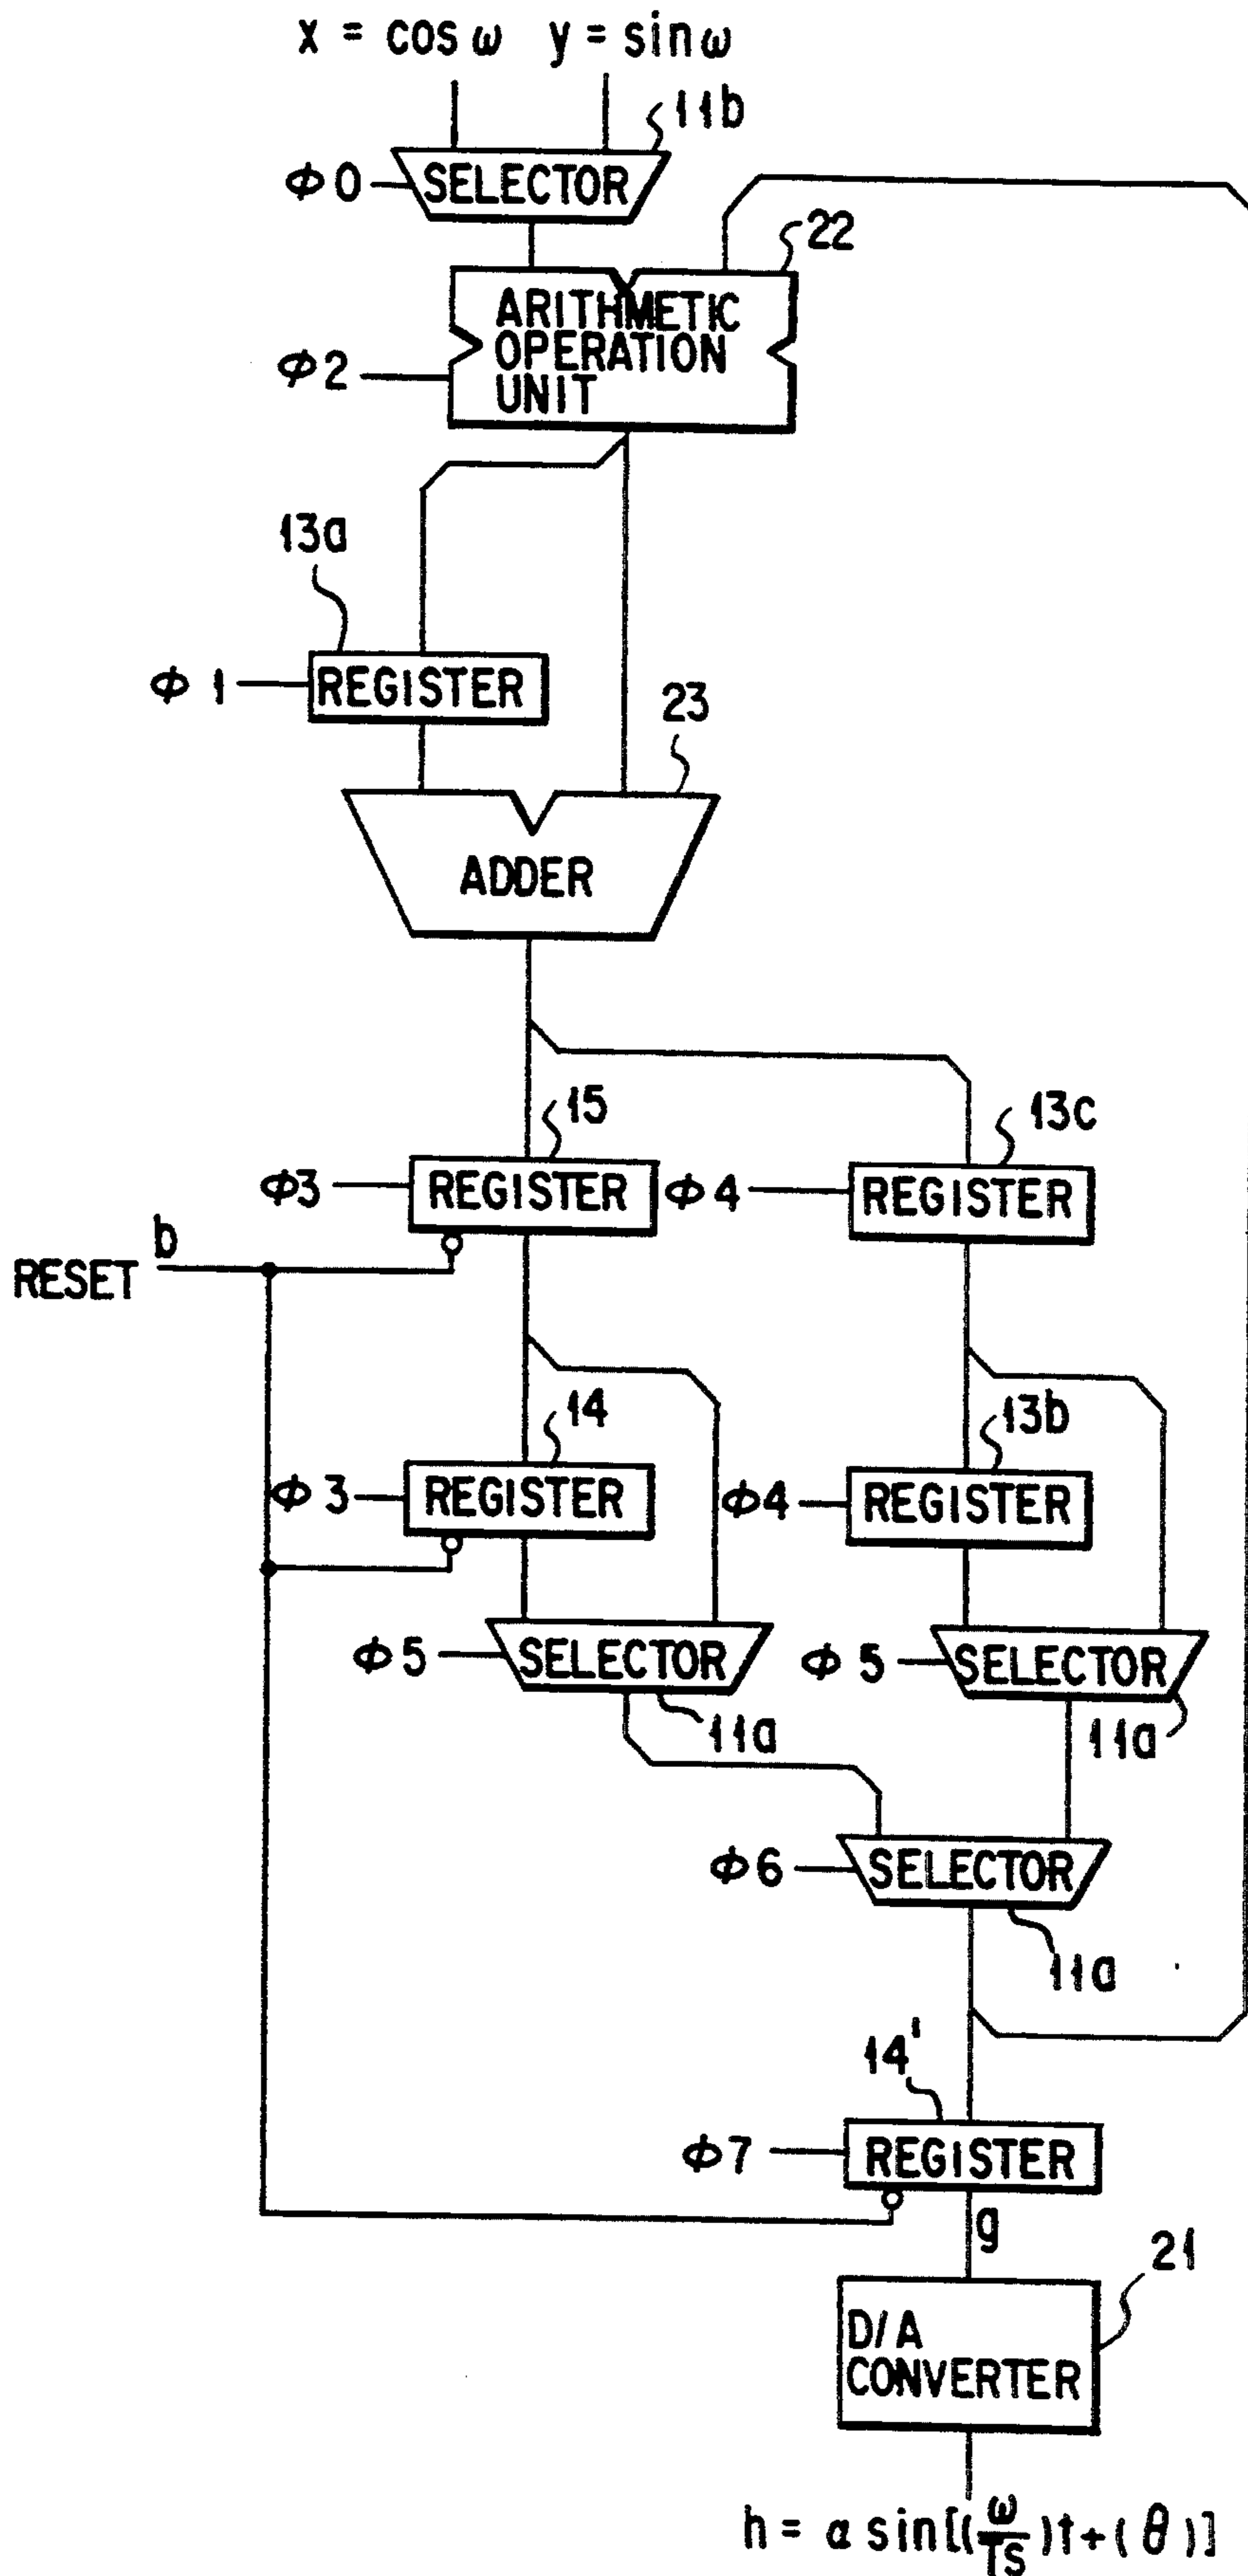 x = cos ω y = sin ω
11b
Φ0
SELECTOR
22
ARITHMETIC
OPERATION
UNIT
Φ2
13a
Φ1
REGISTER
23
ADDER
15
13c
Φ3
REGISTER
Φ4
REGISTER
b
RESET
14
13b
Φ3
REGISTER
Φ4
REGISTER
Φ5
SELECTOR
Φ5
SELECTOR
11a
11a
Φ6
SELECTOR
11a
14'
Φ7
REGISTER
g
21
D/A
CONVERTER
h = α sin[(ω/TS)t+(θ)]